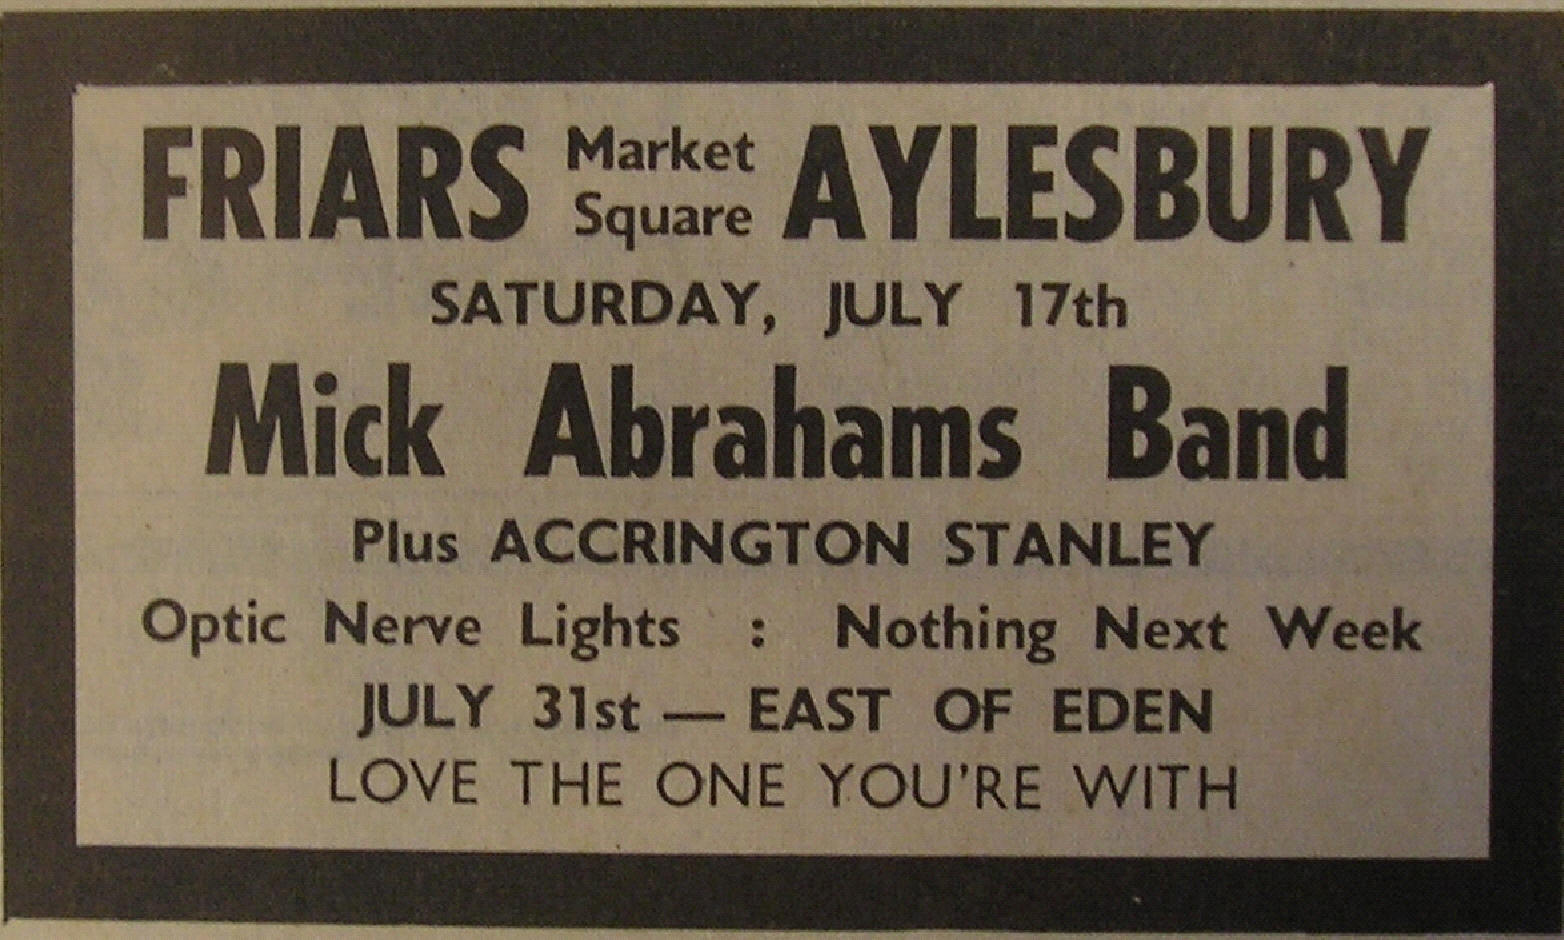 FRIARS Market Square AYLESBURY
SATURDAY, JULY 17th
Mick Abrahams Band
Plus ACCRINGTON STANLEY
Optic Nerve Lights : Nothing Next Week
JULY 31st — EAST OF EDEN
LOVE THE ONE YOU'RE WITH